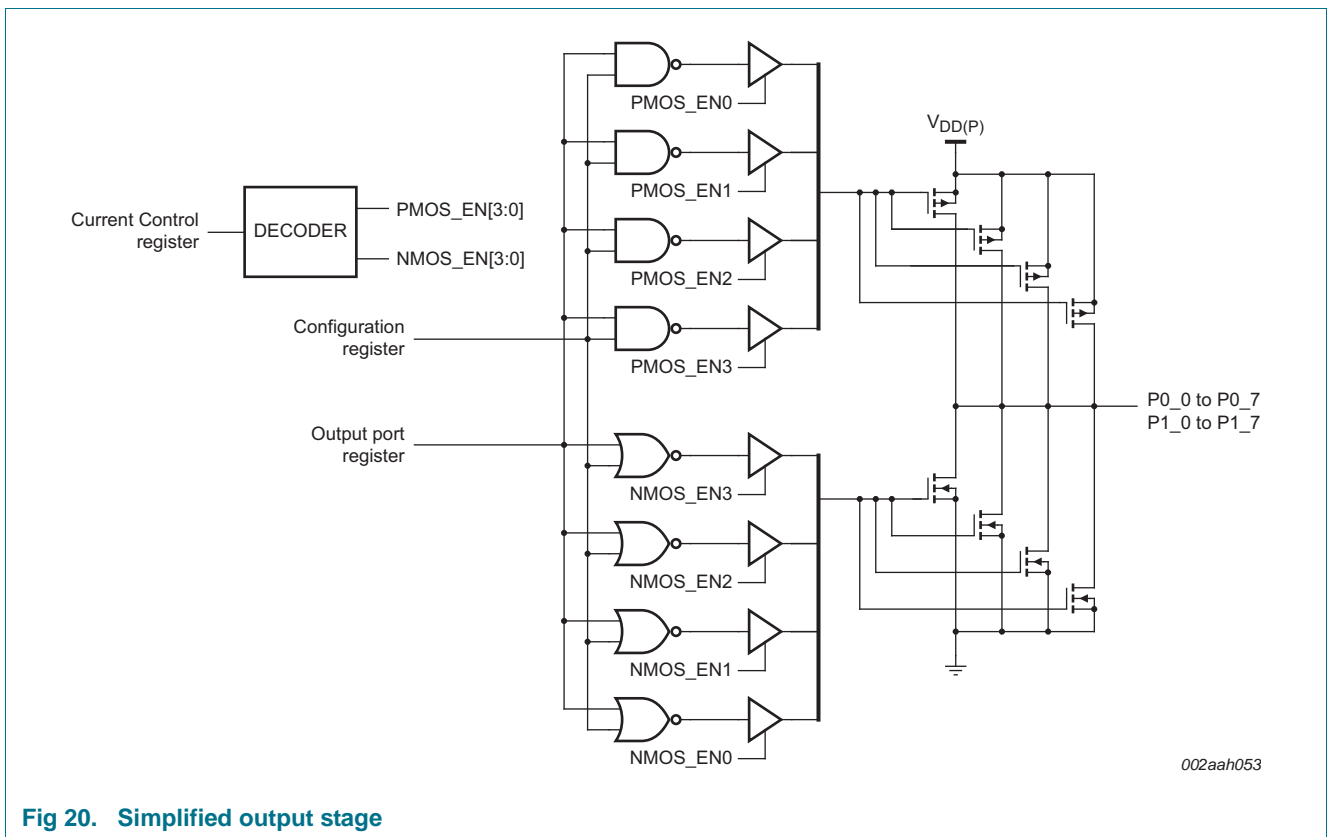 PMOS_EN0
VDD(P)
PMOS_EN1
Current Control
register
DECODER
PMOS_EN[3:0]
NMOS_EN[3:0]
PMOS_EN2
Configuration
register
PMOS_EN3
P0_0 to P0_7
P1_0 to P1_7
Output port
register
NMOS_EN3
NMOS_EN2
NMOS_EN1
NMOS_EN0
002aah053
Fig 20. Simplified output stage